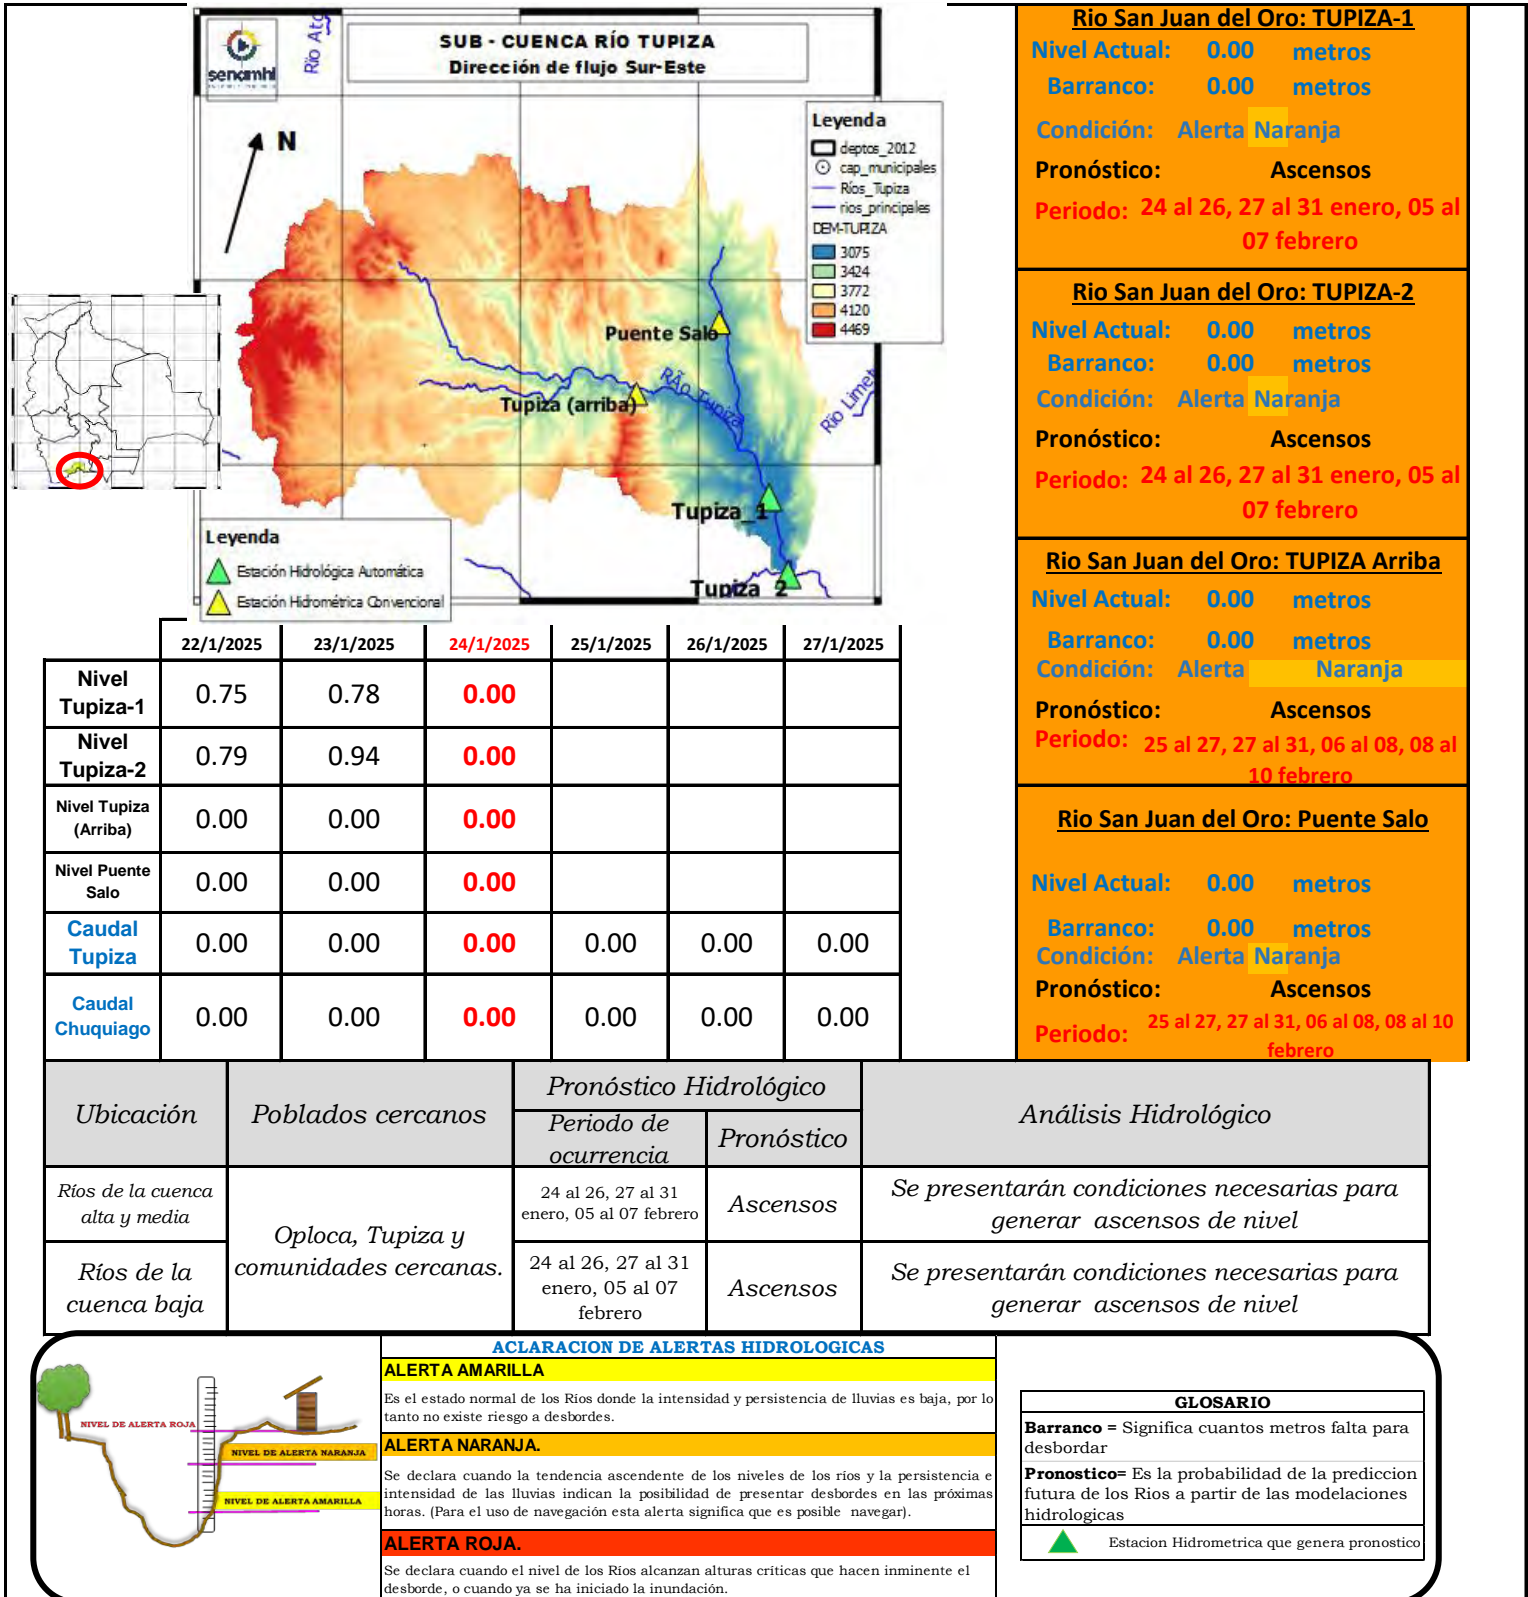 senamhi
Río Ato
SUB - CUENCA RÍO TUPIZA
Dirección de flujo Sur-Este
N
Leyenda
deptos_2012
cap_municipales
Ríos_Tupiza
rios_principales
DEM-TUPIZA
3075
3424
3772
4120
4469
Puente Salo
RÃo Tupiza
Tupiza (arriba)
Rio Limet
Tupiza_1
Tupiza_2
Leyenda
Estación Hidrológica Automática
Estación Hidrométrica Convencional
Rio San Juan del Oro: TUPIZA-1
Nivel Actual: 0.00 metros
Barranco: 0.00 metros
Condición: Alerta Naranja
Pronóstico: Ascensos
Periodo: 24 al 26, 27 al 31 enero, 05 al
07 febrero
Rio San Juan del Oro: TUPIZA-2
Nivel Actual: 0.00 metros
Barranco: 0.00 metros
Condición: Alerta Naranja
Pronóstico: Ascensos
Periodo: 24 al 26, 27 al 31 enero, 05 al
07 febrero
Rio San Juan del Oro: TUPIZA Arriba
Nivel Actual: 0.00 metros
Barranco: 0.00 metros
Condición: Alerta Naranja
Pronóstico: Ascensos
Periodo: 25 al 27, 27 al 31, 06 al 08, 08 al
10 febrero
Rio San Juan del Oro: Puente Salo
Nivel Actual: 0.00 metros
Barranco: 0.00 metros
Condición: Alerta Naranja
Pronóstico: Ascensos
Periodo: 25 al 27, 27 al 31, 06 al 08, 08 al 10
febrero
22/1/2025 23/1/2025 24/1/2025 25/1/2025 26/1/2025 27/1/2025
Nivel
Tupiza-1 0.75 0.78 0.00
Nivel
Tupiza-2 0.79 0.94 0.00
Nivel Tupiza
(Arriba) 0.00 0.00 0.00
Nivel Puente
Salo 0.00 0.00 0.00
Caudal
Tupiza 0.00 0.00 0.00 0.00 0.00 0.00
Caudal
Chuquiago 0.00 0.00 0.00 0.00 0.00 0.00
Ubicación
Poblados cercanos
Pronóstico Hidrológico
Periodo de
ocurrencia
Pronóstico
Análisis Hidrológico
Ríos de la cuenca
alta y media
Oploca, Tupiza y
comunidades cercanas.
24 al 26, 27 al 31
enero, 05 al 07 febrero
Ascensos
Se presentarán condiciones necesarias para
generar ascensos de nivel
Ríos de la
cuenca baja
24 al 26, 27 al 31
enero, 05 al 07
febrero
Ascensos
Se presentarán condiciones necesarias para
generar ascensos de nivel
NIVEL DE ALERTA ROJA
NIVEL DE ALERTA NARANJA
NIVEL DE ALERTA AMARILLA
ACLARACION DE ALERTAS HIDROLOGICAS
ALERTA AMARILLA
Es el estado normal de los Ríos donde la intensidad y persistencia de lluvias es baja, por lo
tanto no existe riesgo a desbordes.
ALERTA NARANJA.
Se declara cuando la tendencia ascendente de los niveles de los ríos y la persistencia e
intensidad de las lluvias indican la posibilidad de presentar desbordes en las próximas
horas. (Para el uso de navegación esta alerta significa que es posible navegar).
ALERTA ROJA.
Se declara cuando el nivel de los Ríos alcanzan alturas críticas que hacen inminente el
desborde, o cuando ya se ha iniciado la inundación.
GLOSARIO
Barranco = Significa cuantos metros falta para
desbordar
Pronostico= Es la probabilidad de la prediccion
futura de los Rios a partir de las modelaciones
hidrologicas
Estacion Hidrometrica que genera pronostico